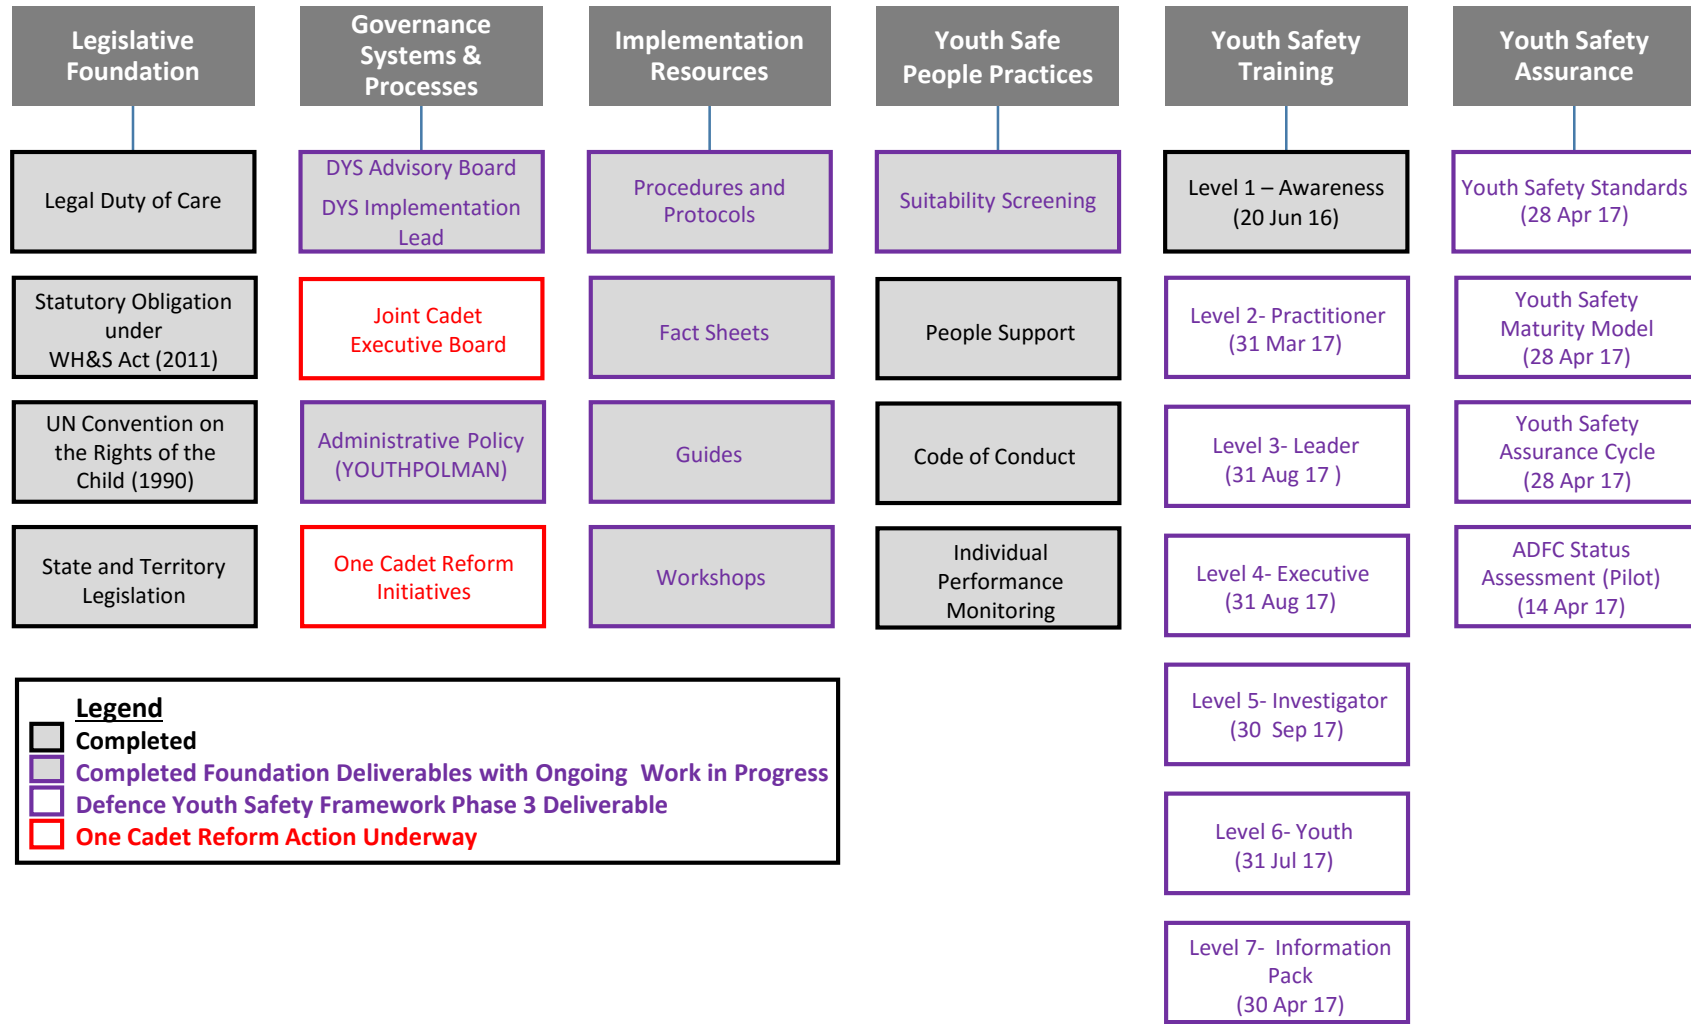 Legislative
Foundation
Governance
Systems &
Processes
Implementation
Resources
Youth Safe
People Practices
Youth Safety
Training
Youth Safety
Assurance
Legal Duty of Care
Statutory Obligation
under
WH&S Act (2011)
UN Convention on
the Rights of the
Child (1990)
State and Territory
Legislation
DYS Advisory Board
DYS Implementation
Lead
Joint Cadet
Executive Board
Administrative Policy
(YOUTHPOLMAN)
One Cadet Reform
Initiatives
Procedures and
Protocols
Fact Sheets
Guides
Workshops
Suitability Screening
People Support
Code of Conduct
Individual
Performance
Monitoring
Level 1 – Awareness
(20 Jun 16)
Level 2- Practitioner
(31 Mar 17)
Level 3- Leader
(31 Aug 17 )
Level 4- Executive
(31 Aug 17)
Level 5- Investigator
(30  Sep 17)
Level 6- Youth
(31 Jul 17)
Level 7-  Information
Pack
(30 Apr 17)
Youth Safety Standards
(28 Apr 17)
Youth Safety
Maturity Model
(28 Apr 17)
Youth Safety
Assurance Cycle
(28 Apr 17)
ADFC Status
Assessment (Pilot)
(14 Apr 17)
Legend
Completed
Completed Foundation Deliverables with Ongoing  Work in Progress
Defence Youth Safety Framework Phase 3 Deliverable
One Cadet Reform Action Underway